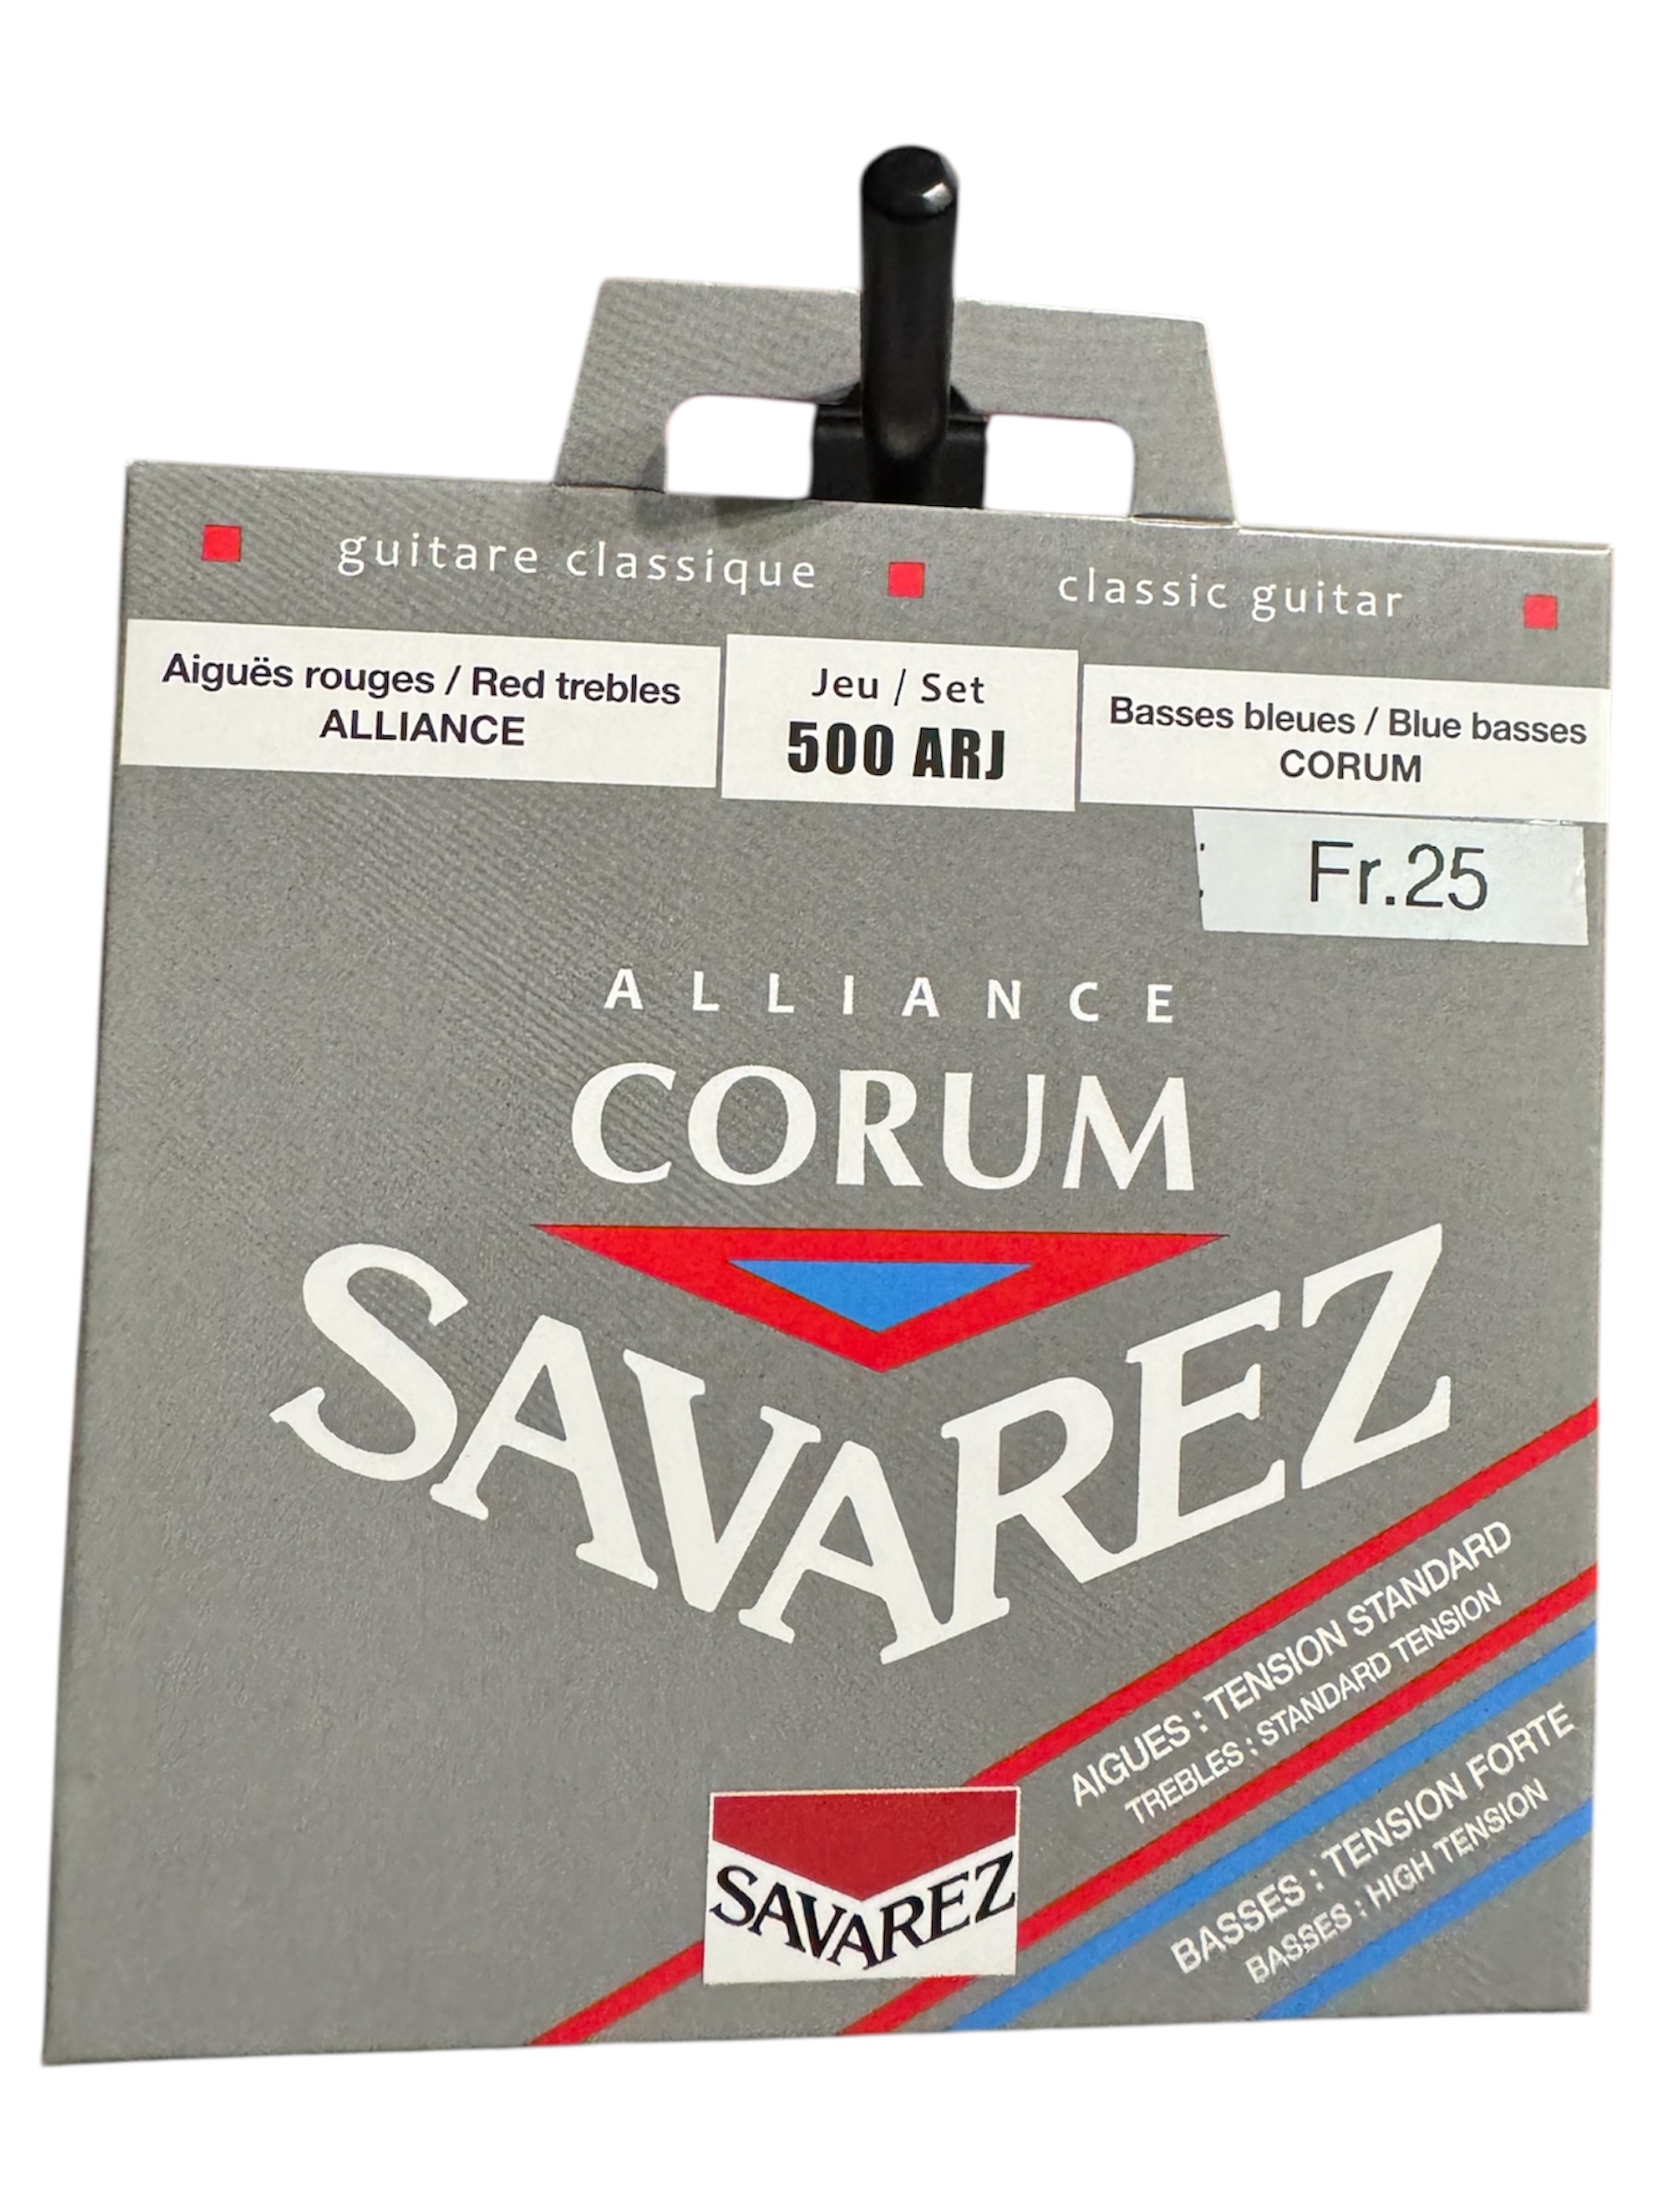 guitare classique classic guitar
Aiguës rouges / Red trebles
ALLIANCE
Jeu / Set
500 ARJ
Basses bleues / Blue basses
CORUM
Fr.25
ALLIANCE
CORUM
SAVAREZ
AIGUES : TENSION STANDARD
TREBLES : STANDARD TENSION
BASSES : TENSION FORTE
BASSES : HIGH TENSION
SAVAREZ